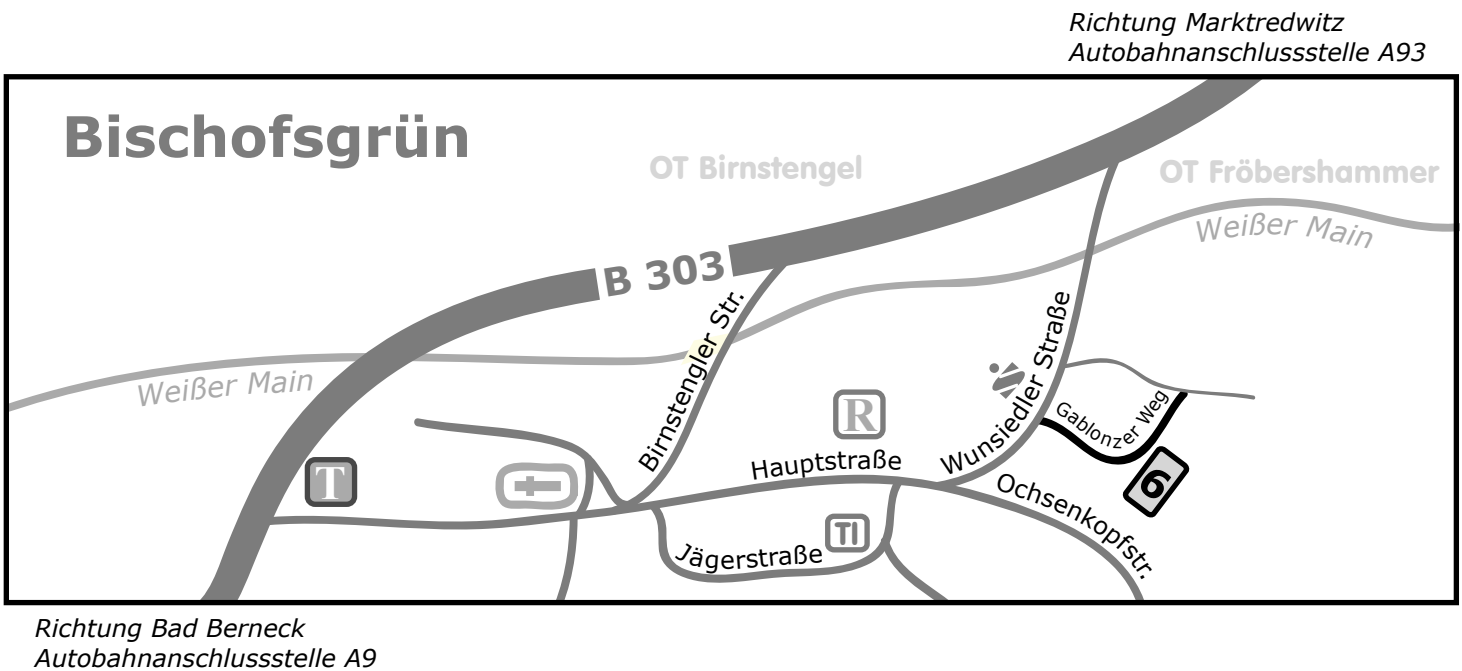 Richtung Marktredwitz
Autobahnanschlussstelle A93
Bischofsgrün
OT Birnstengel
OT Fröbershammer
Weißer Main
B 303
Birnstengler Str.
Wunsiedler Straße
Weißer Main
Gablonzer Weg
R
Hauptstraße
T
6
Ochsenkopfstr.
TI
Jägerstraße
Richtung Bad Berneck
Autobahnanschlussstelle A9